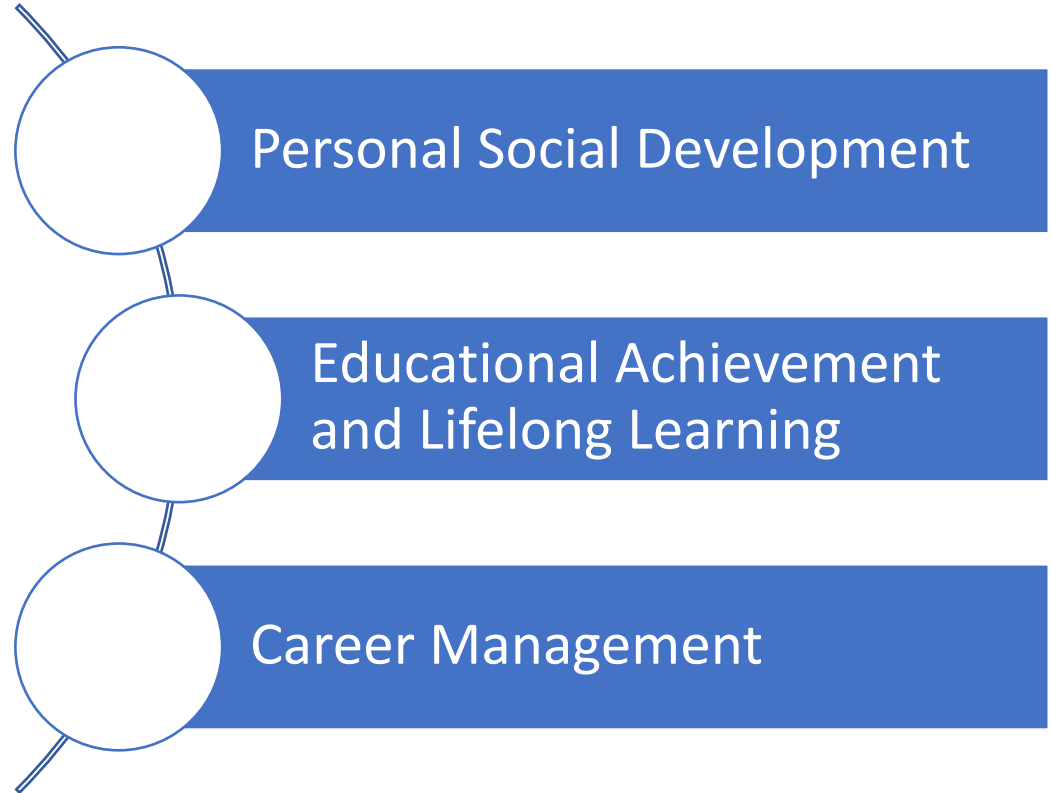 Personal Social Development
Educational Achievement
and Lifelong Learning
Career Management